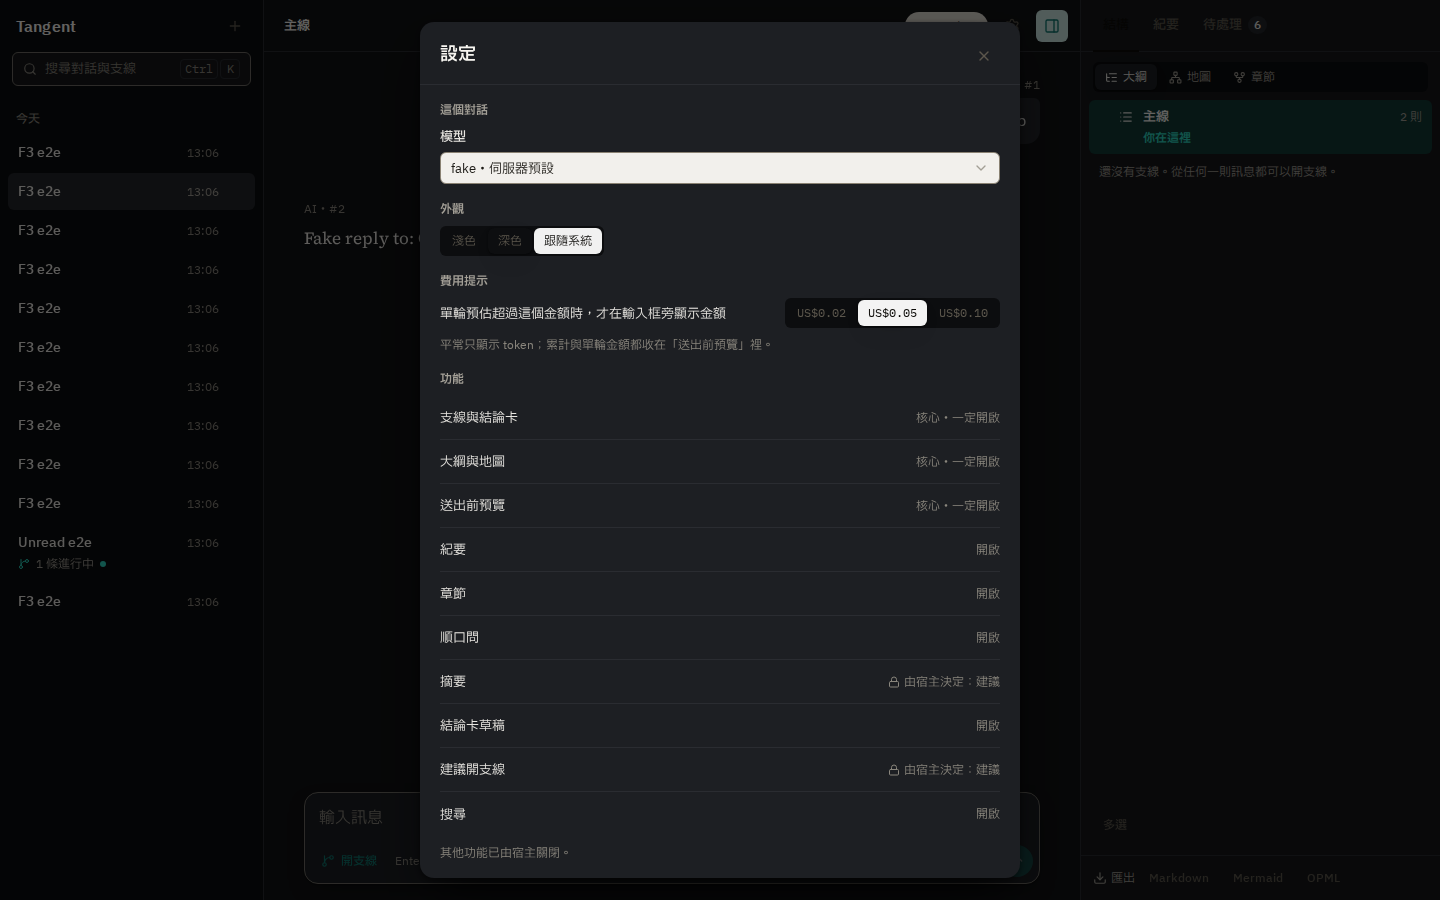 Tangent
搜尋對話與支線 Ctrl K
今天
F3 e2e 13:06
F3 e2e 13:06
F3 e2e 13:06
F3 e2e 13:06
F3 e2e 13:06
F3 e2e 13:06
F3 e2e 13:06
F3 e2e 13:06
F3 e2e 13:06
F3 e2e 13:06
Unread e2e 13:06
1 條進行中
F3 e2e 13:06
主線
#1
AI・#2
Fake reply to:
輸入訊息
開支線 Ente
設定
這個對話
模型
fake・伺服器預設
外觀
淺色 深色 跟隨系統
費用提示
單輪預估超過這個金額時，才在輸入框旁顯示金額 US$0.02 US$0.05 US$0.10
平常只顯示 token；累計與單輪金額都收在「送出前預覽」裡。
功能
支線與結論卡 核心・一定開啟
大綱與地圖 核心・一定開啟
送出前預覽 核心・一定開啟
紀要 開啟
章節 開啟
順口問 開啟
摘要 由宿主決定：建議
結論卡草稿 開啟
建議開支線 由宿主決定：建議
搜尋 開啟
其他功能已由宿主關閉。
紀要 待處理 6
大綱 地圖 章節
主線 2 則
你在這裡
還沒有支線。從任何一則訊息都可以開支線。
多選
匯出 Markdown Mermaid OPML